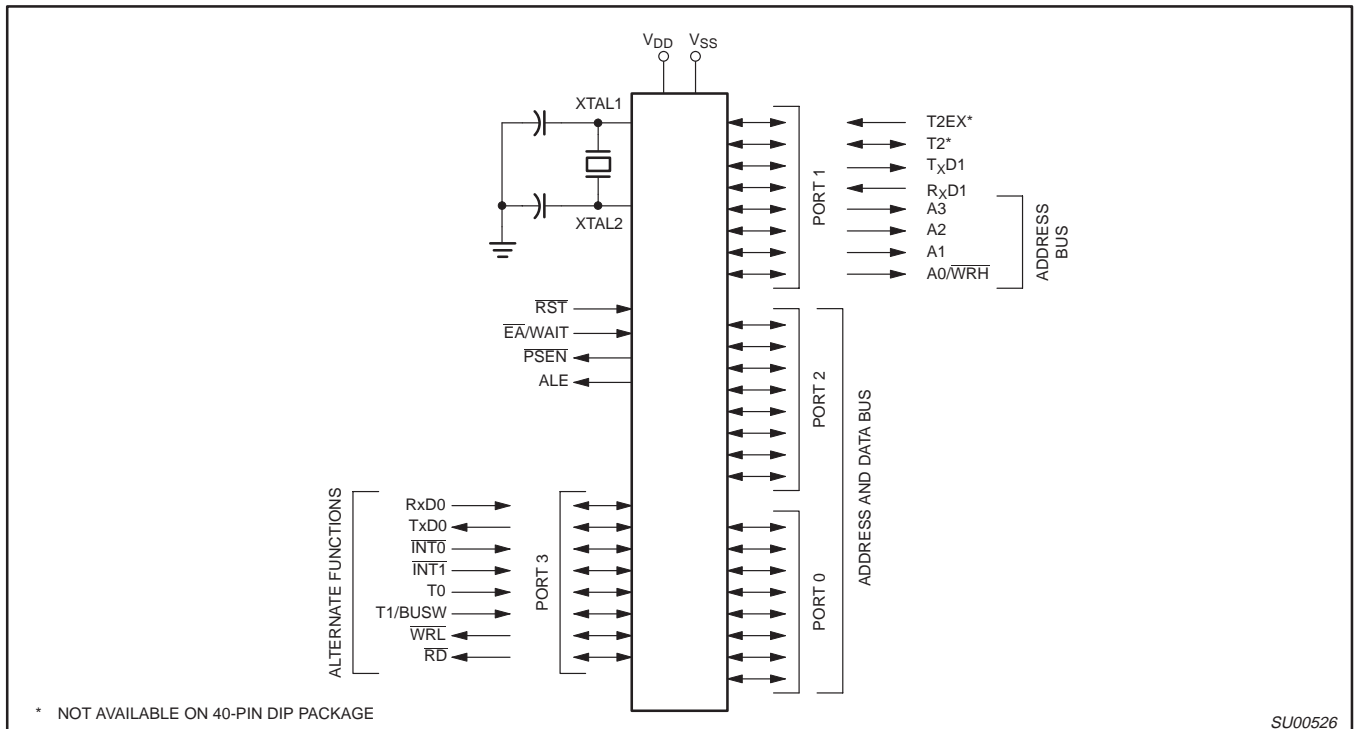 VDD VSS
XTAL1
XTAL2
RST
EA/WAIT
PSEN
ALE
PORT 1
T2EX*
T2*
TXD1
RXD1
A3
A2
A1
A0/WRH
ADDRESS
BUS
PORT 2
ADDRESS AND DATA BUS
PORT 0
ALTERNATE FUNCTIONS
RxD0
TxD0
INT0
INT1
T0
T1/BUSW
WRL
RD
PORT 3
* NOT AVAILABLE ON 40-PIN DIP PACKAGE
SU00526